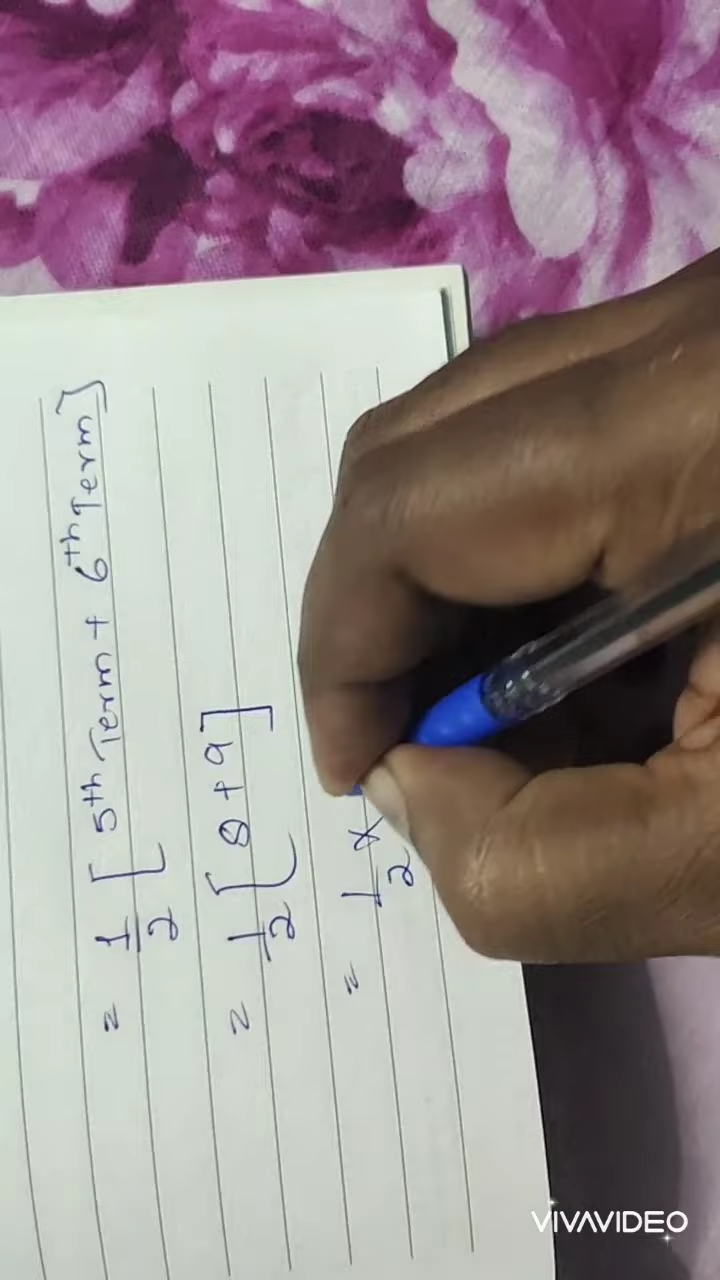 = 1/2 [ 5th Term + 6th Term ]
= 1/2 [ 8 + 9 ]
= 1/2 ×
VIVAVIDEO